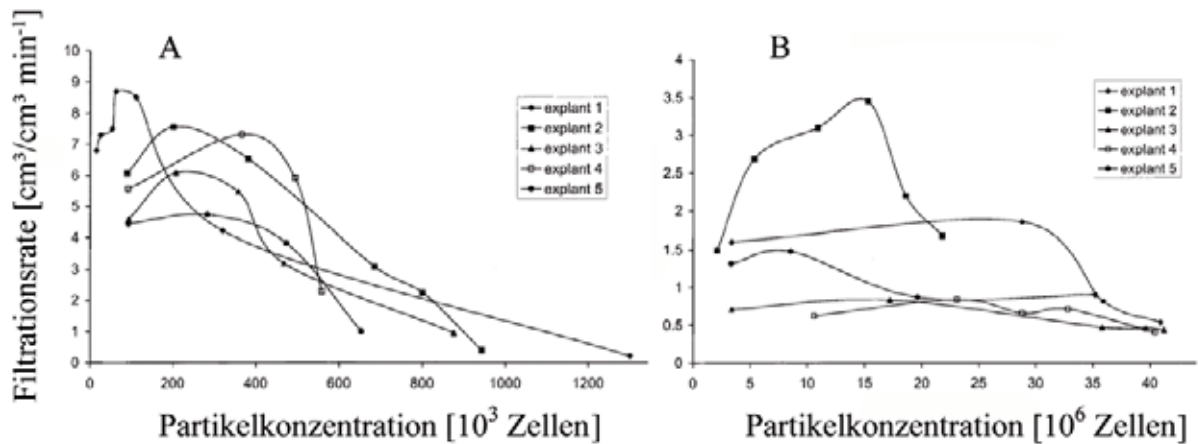 Filtrationsrate [cm³/cm³ min⁻¹]
A
10
9
8
7
6
5
4
3
2
1
0
0 200 400 600 800 1000 1200
explant 1
explant 2
explant 3
explant 4
explant 5
Partikelkonzentration [10³ Zellen]
B
4
3.5
3
2.5
2
1.5
1
0.5
0
0 5 10 15 20 25 30 35 40
explant 1
explant 2
explant 3
explant 4
explant 5
Partikelkonzentration [10⁶ Zellen]